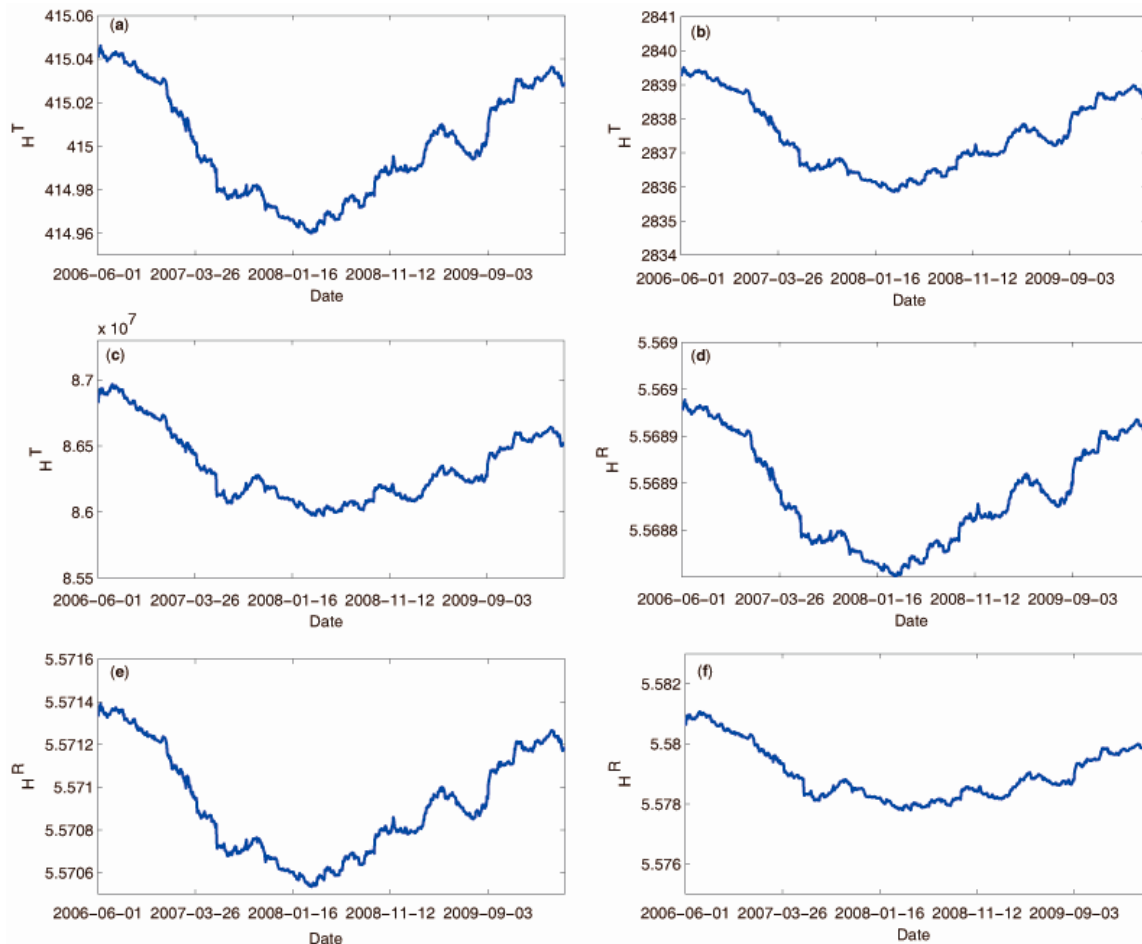 (a)
415.06
415.04
415.02
415
414.98
414.96
H^T
2006-06-01 2007-03-26 2008-01-16 2008-11-12 2009-09-03
Date
(b)
2841
2840
2839
2838
2837
2836
2835
2834
H^T
2006-06-01 2007-03-26 2008-01-16 2008-11-12 2009-09-03
Date
x 10^7
(c)
8.7
8.65
8.6
8.55
H^T
2006-06-01 2007-03-26 2008-01-16 2008-11-12 2009-09-03
Date
(d)
5.569
5.569
5.5689
5.5689
5.5688
H^R
2006-06-01 2007-03-26 2008-01-16 2008-11-12 2009-09-03
Date
(e)
5.5716
5.5714
5.5712
5.571
5.5708
5.5706
H^R
2006-06-01 2007-03-26 2008-01-16 2008-11-12 2009-09-03
Date
(f)
5.582
5.58
5.578
5.576
H^R
2006-06-01 2007-03-26 2008-01-16 2008-11-12 2009-09-03
Date